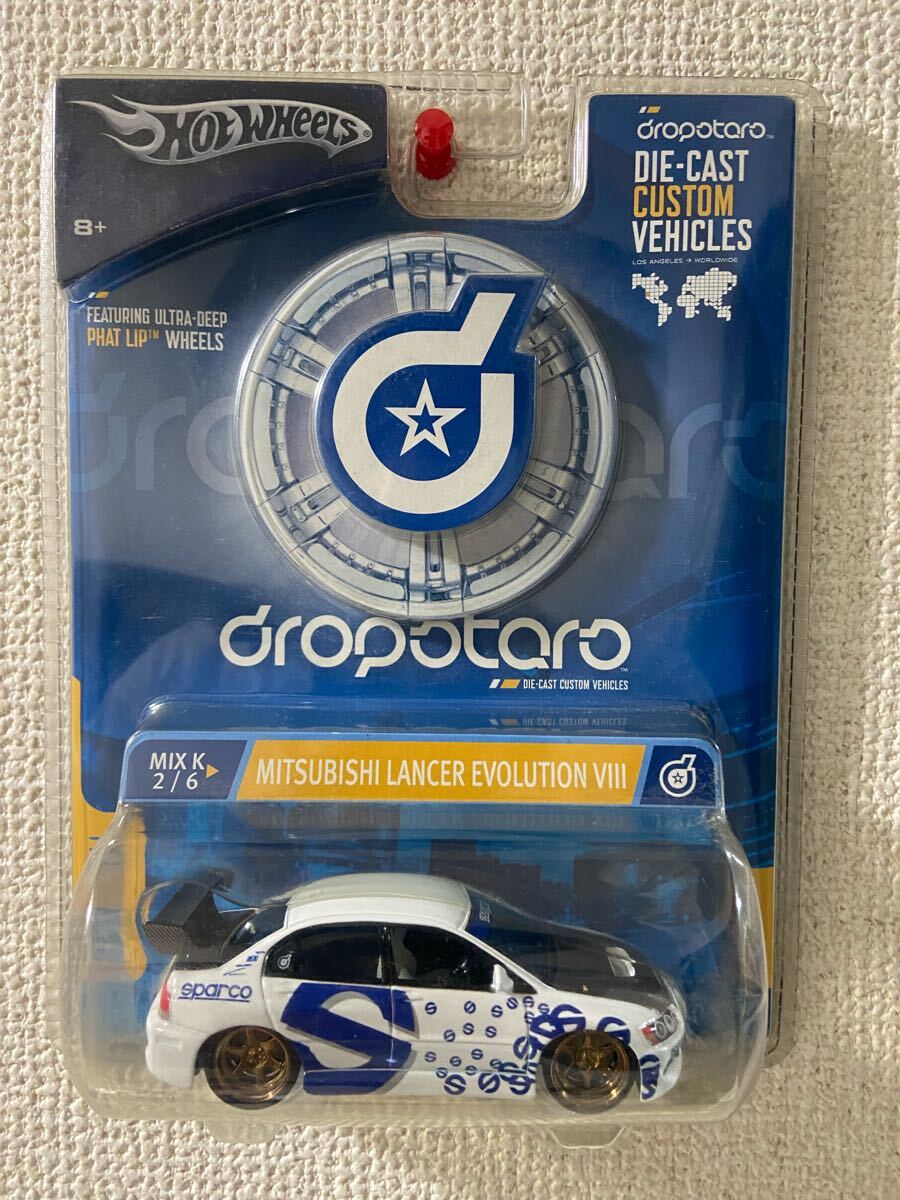 HOT WHEELS®
8+
FEATURING ULTRA-DEEP
PHAT LIP™ WHEELS
dropstars™
DIE-CAST
CUSTOM
VEHICLES
LOS ANGELES → WORLDWIDE
dropstars™
DIE-CAST CUSTOM VEHICLES
MIX K
2/6
MITSUBISHI LANCER EVOLUTION VIII
sparco
S